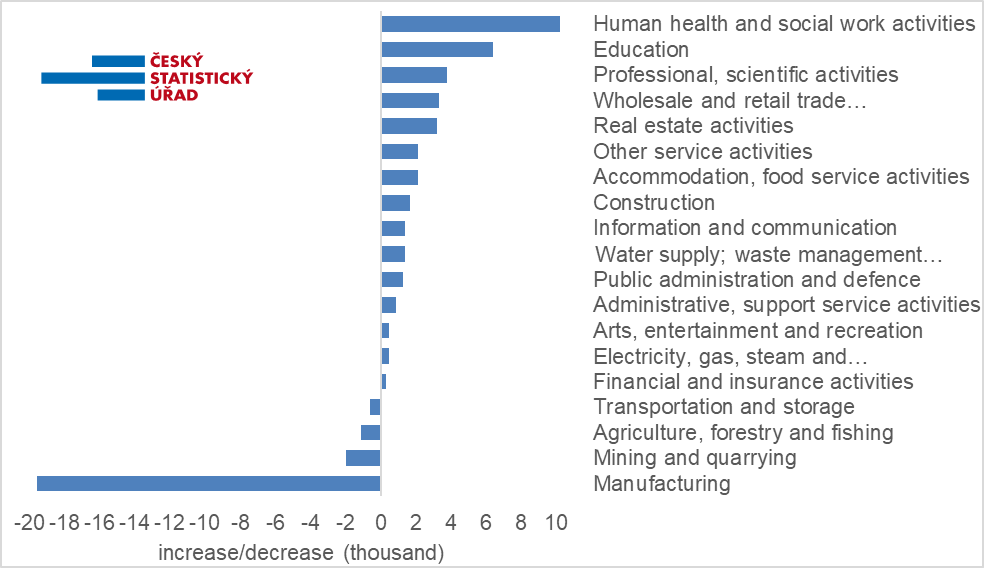 ČESKÝ
STATISTICKÝ
ÚŘAD
Human health and social work activities
Education
Professional, scientific activities
Wholesale and retail trade…
Real estate activities
Other service activities
Accommodation, food service activities
Construction
Information and communication
Water supply; waste management…
Public administration and defence
Administrative, support service activities
Arts, entertainment and recreation
Electricity, gas, steam and…
Financial and insurance activities
Transportation and storage
Agriculture, forestry and fishing
Mining and quarrying
Manufacturing
-20 -18 -16 -14 -12 -10 -8 -6 -4 -2 0 2 4 6 8 10
increase/decrease (thousand)